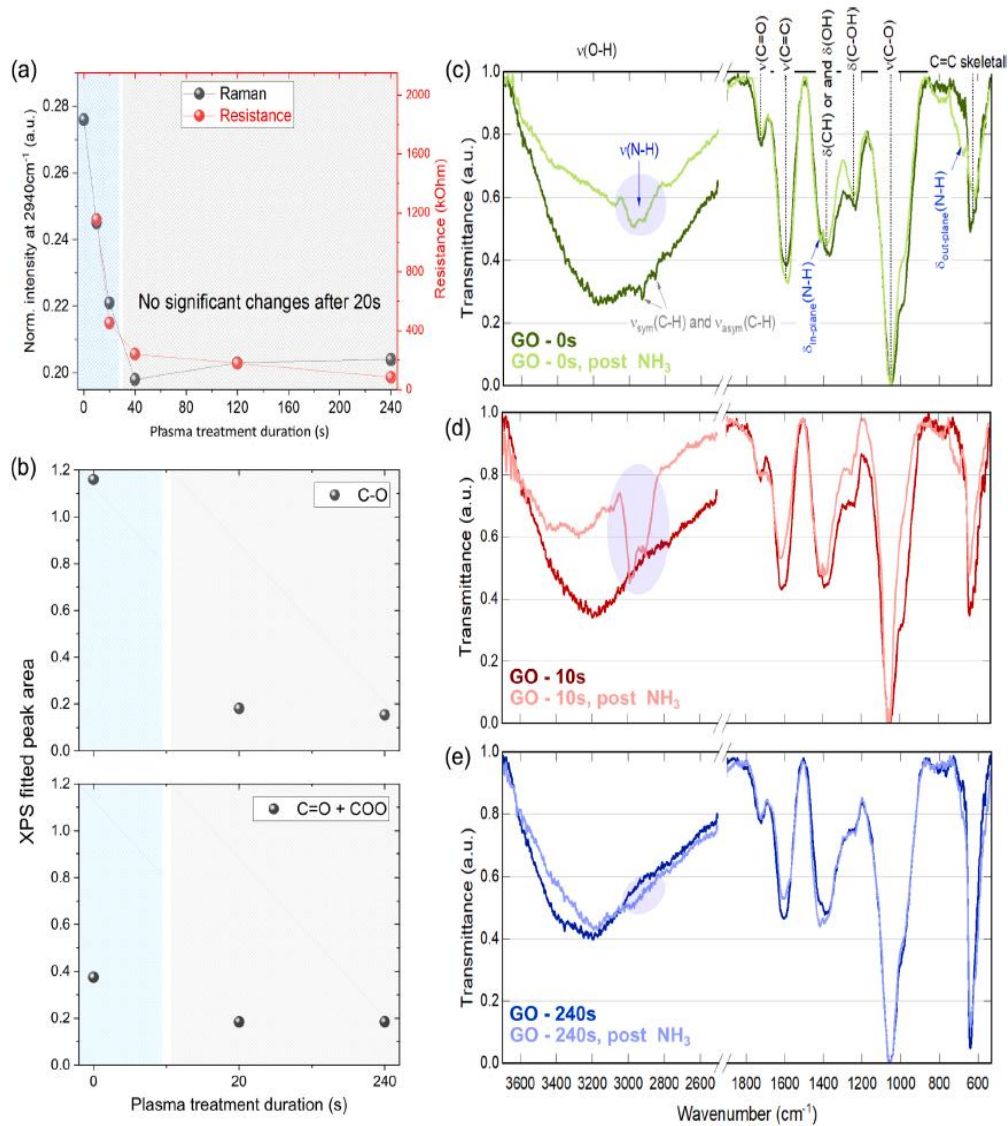 (a)
Raman
Resistance
Norm. intensity at 2940cm⁻¹ (a.u.)
0.28
0.26
0.24
0.22
0.20
2000
1600
1200
800
400
0
Resistance (kOhm)
No significant changes after 20s
0 40 80 120 160 200 240
Plasma treatment duration (s)
(b)
XPS fitted peak area
C-O
1.2
1.0
0.8
0.6
0.4
0.2
0.0
C=O + COO
1.2
1.0
0.8
0.6
0.4
0.2
0.0
0 20 240
Plasma treatment duration (s)
(c)
ν(O-H)
ν(C=O)
ν(C=C)
δ(CH) or and δ(OH)
δ(C-OH)
ν(C-O)
C=C skeletall
Transmittance (a.u.)
1.0
0.8
0.6
0.4
0.2
0.0
ν(N-H)
νsym(C-H) and νasym(C-H)
δin-plane(N-H)
δout-plane(N-H)
GO - 0s
GO - 0s, post NH₃
(d)
Transmittance (a.u.)
1.0
0.8
0.6
0.4
0.2
0.0
GO - 10s
GO - 10s, post NH₃
(e)
Transmittance (a.u.)
1.0
0.8
0.6
0.4
0.2
0.0
GO - 240s
GO - 240s, post NH₃
3600 3400 3200 3000 2800 2600 1800 1600 1400 1200 1000 800 600
Wavenumber (cm⁻¹)